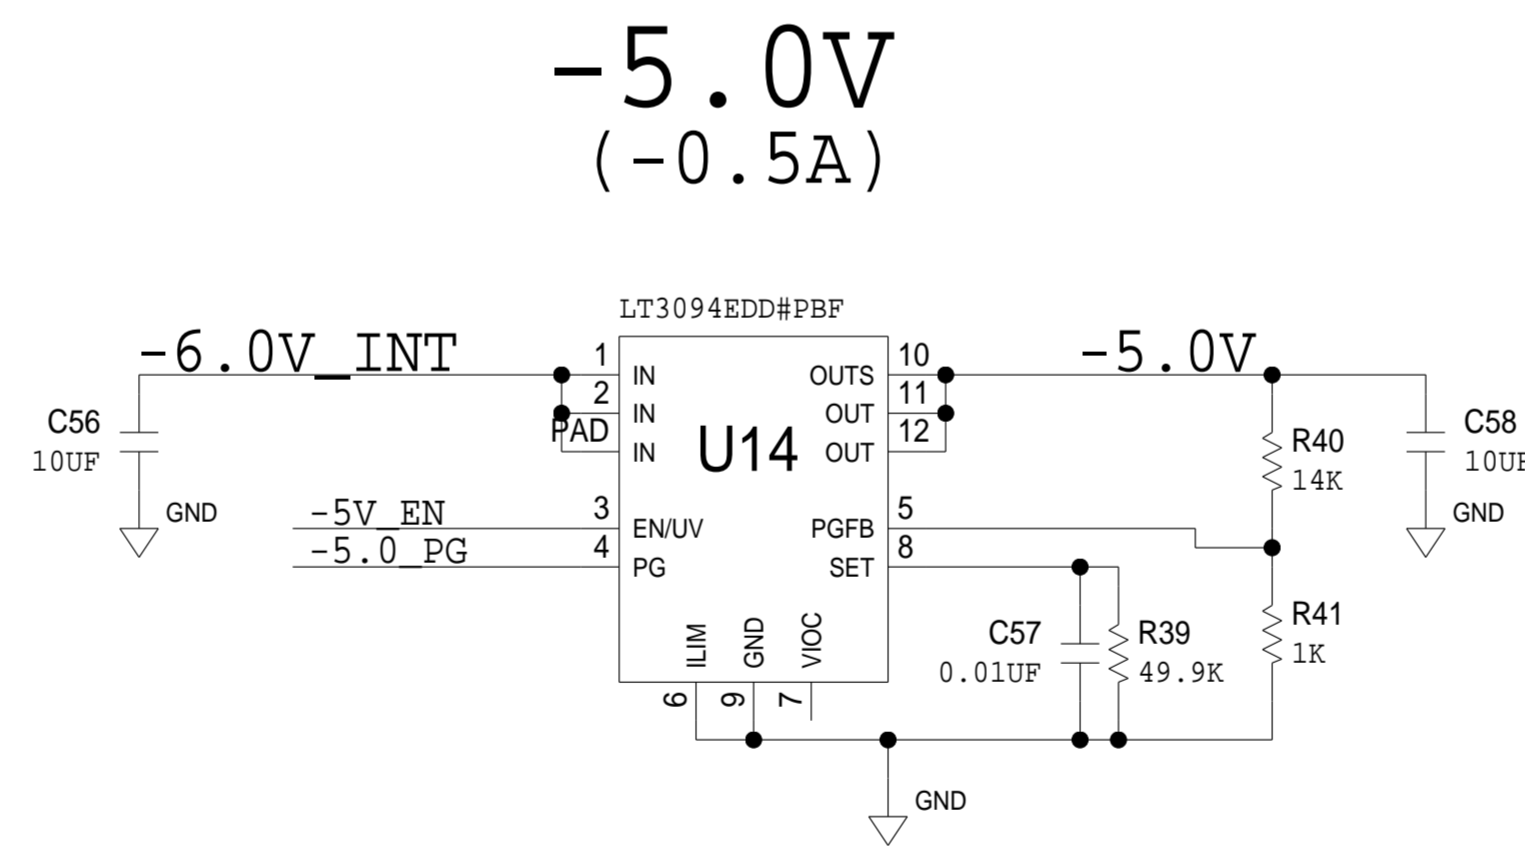 -5.0V
(-0.5A)
LT3094EDD#PBF
-6.0V_INT
-5.0V
1
IN
OUTS
10
2
IN
OUT
11
PAD
IN
OUT
12
U14
C56
10UF
GND
-5V_EN
3
EN/UV
PGFB
5
-5.0_PG
4
PG
SET
8
ILIM
GND
VIOC
6
9
7
R40
14K
C58
10UF
GND
C57
0.01UF
R39
49.9K
R41
1K
GND